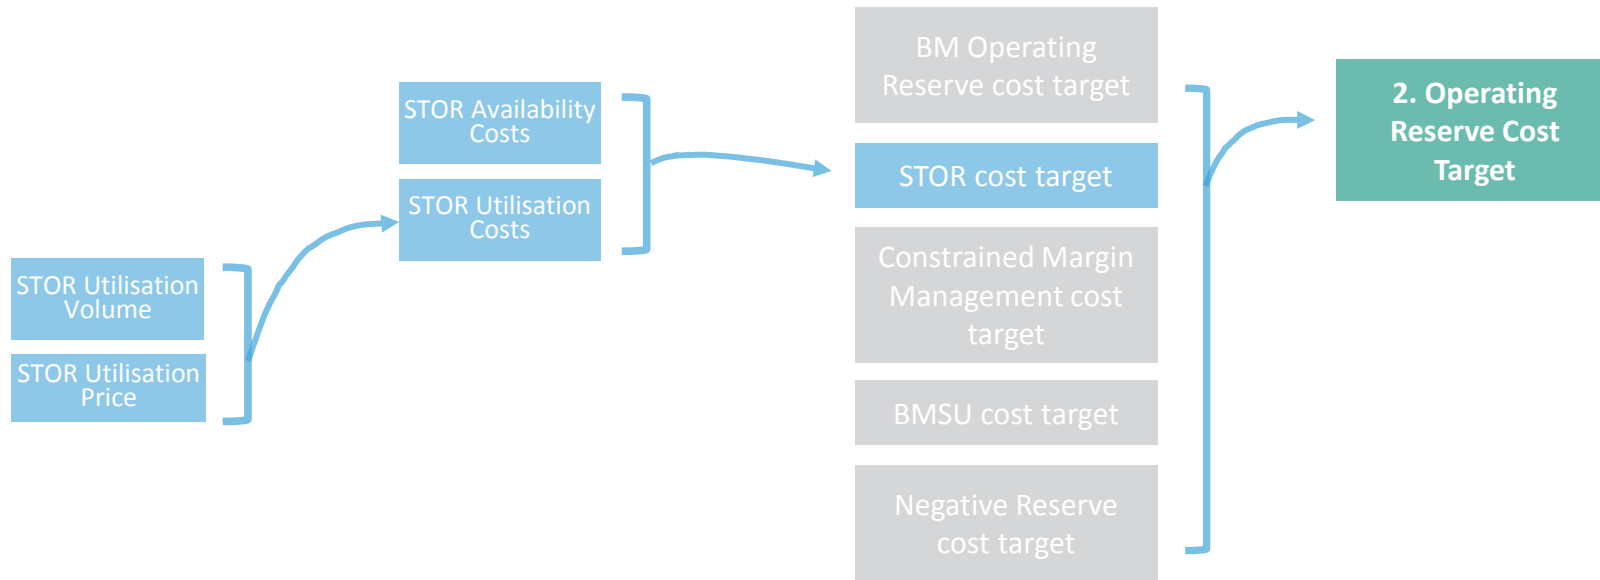 STOR Utilisation
Volume
STOR Utilisation
Price
STOR Availability
Costs
STOR Utilisation
Costs
BM Operating
Reserve cost target
STOR cost target
Constrained Margin
Management cost
target
BMSU cost target
Negative Reserve
cost target
2. Operating
Reserve Cost
Target